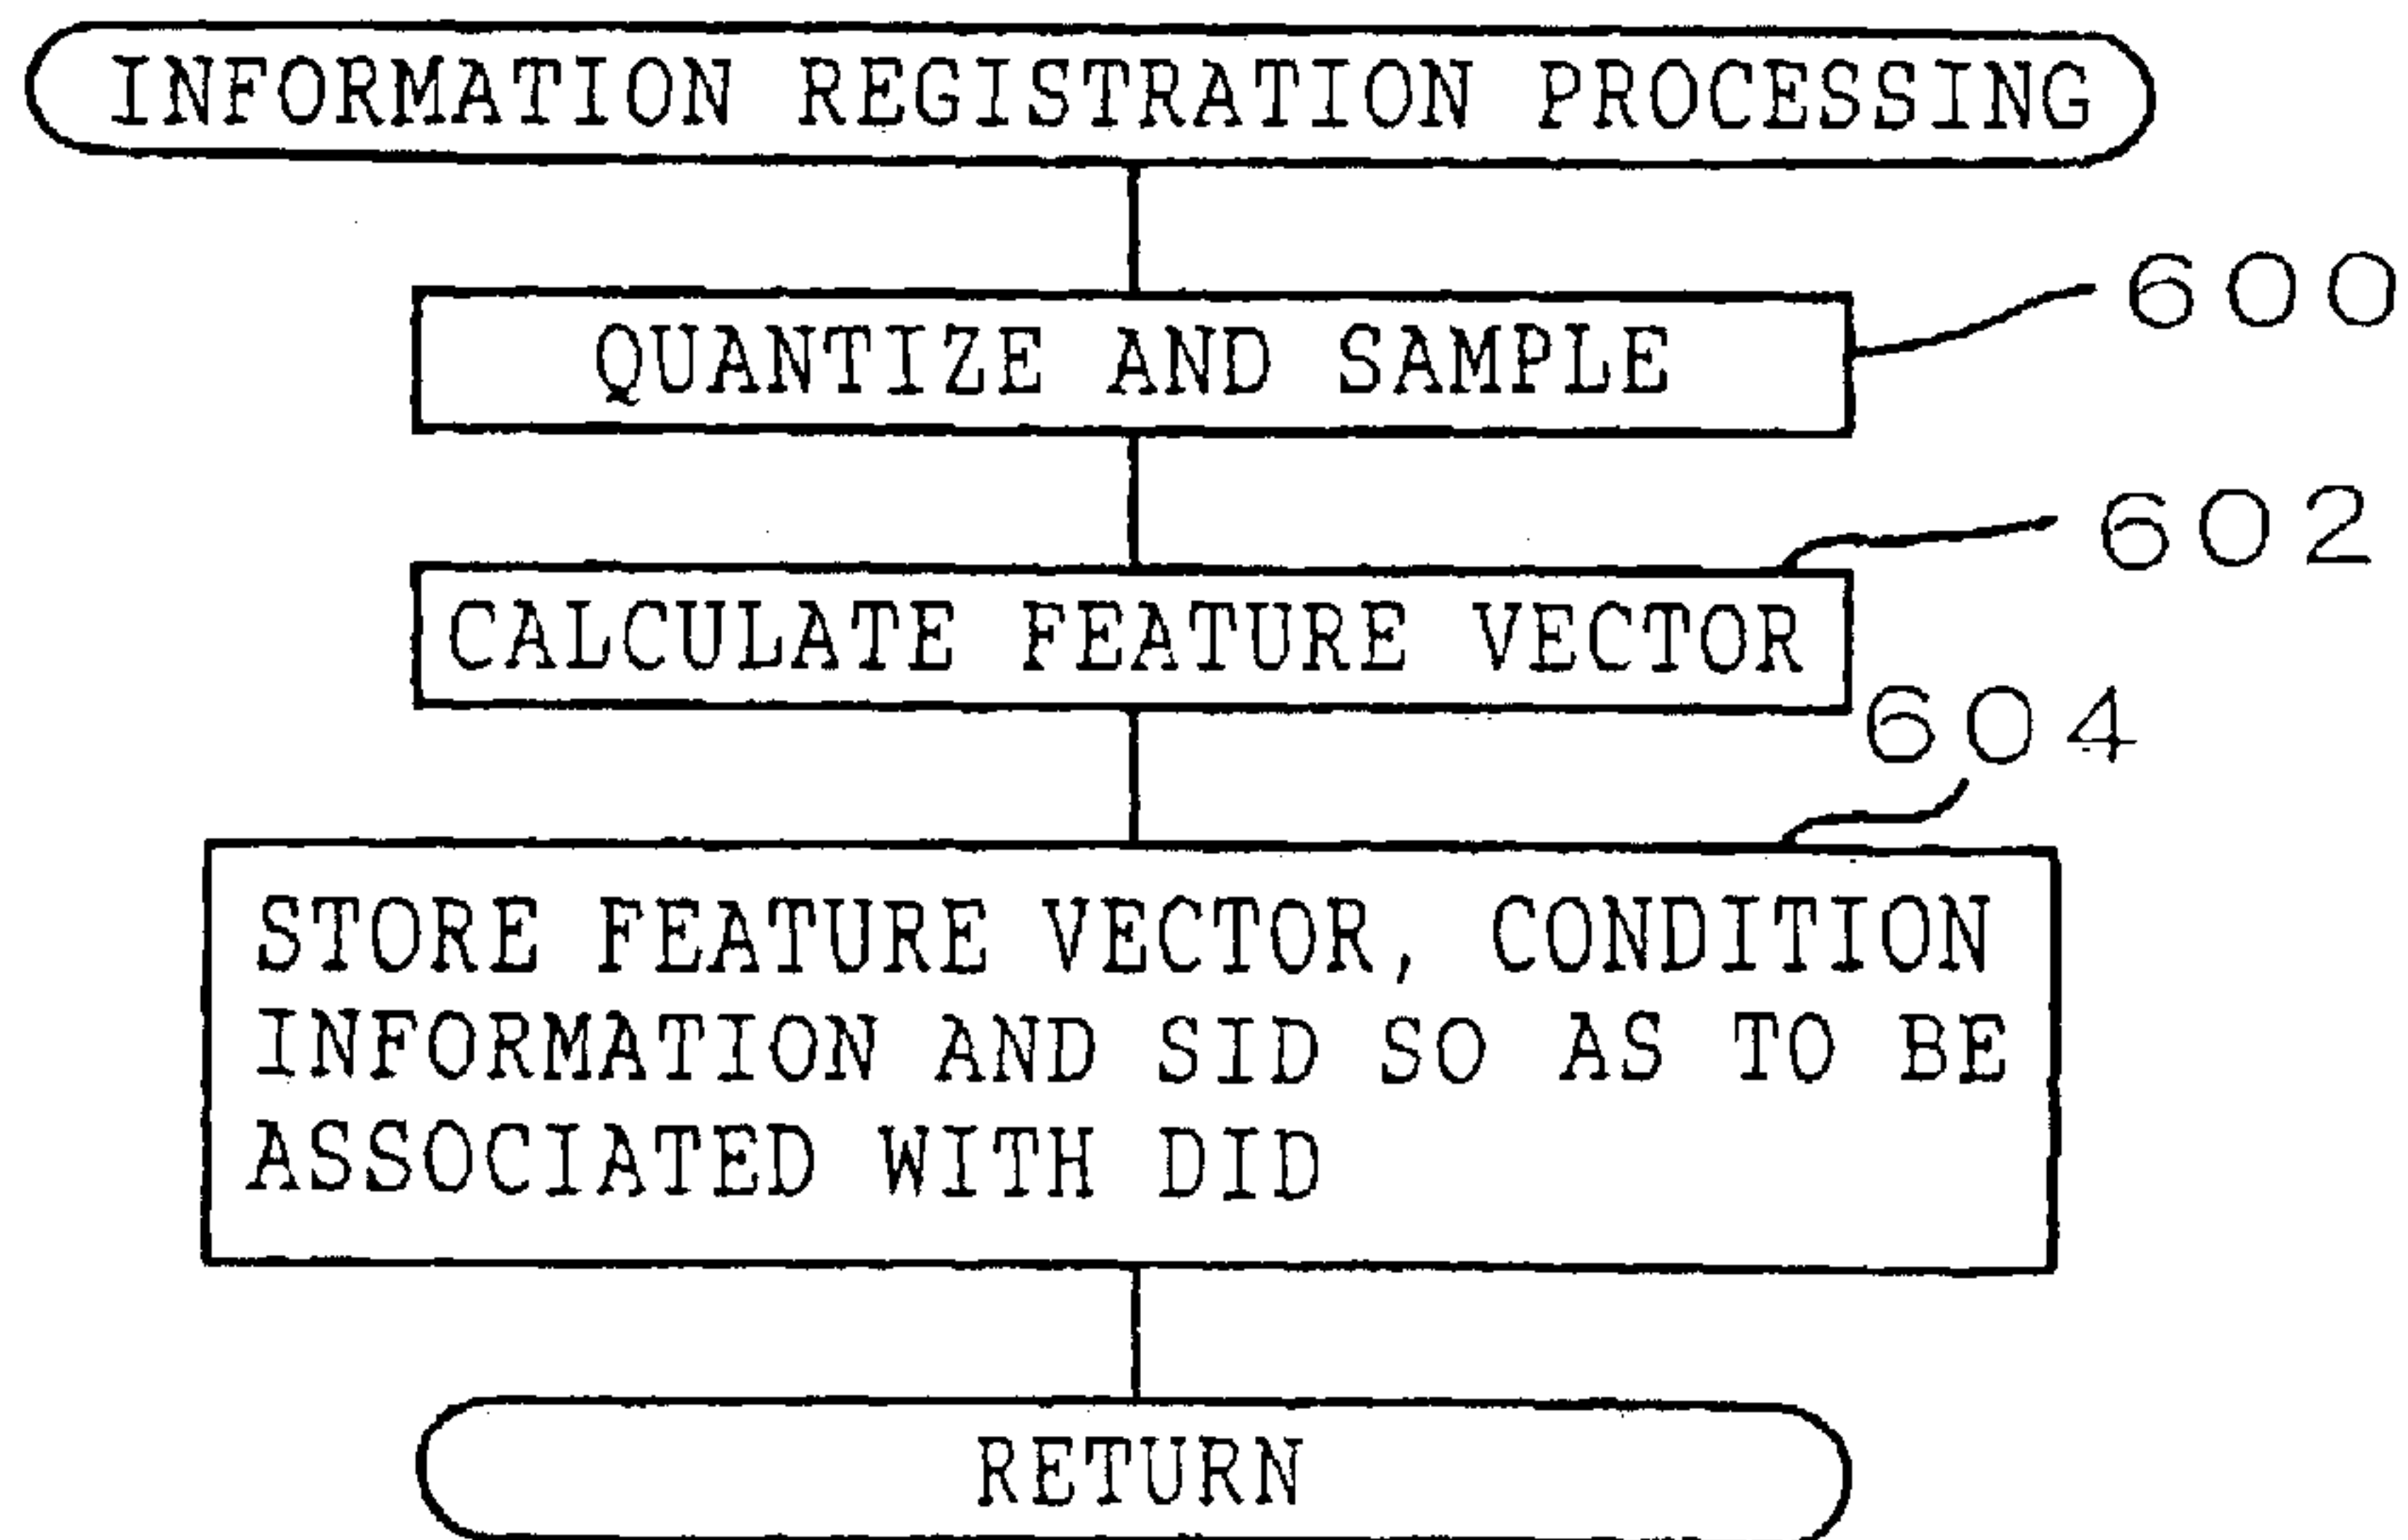 INFORMATION REGISTRATION PROCESSING
600
QUANTIZE AND SAMPLE
602
CALCULATE FEATURE VECTOR
604
STORE FEATURE VECTOR, CONDITION
INFORMATION AND SID SO AS TO BE
ASSOCIATED WITH DID
RETURN